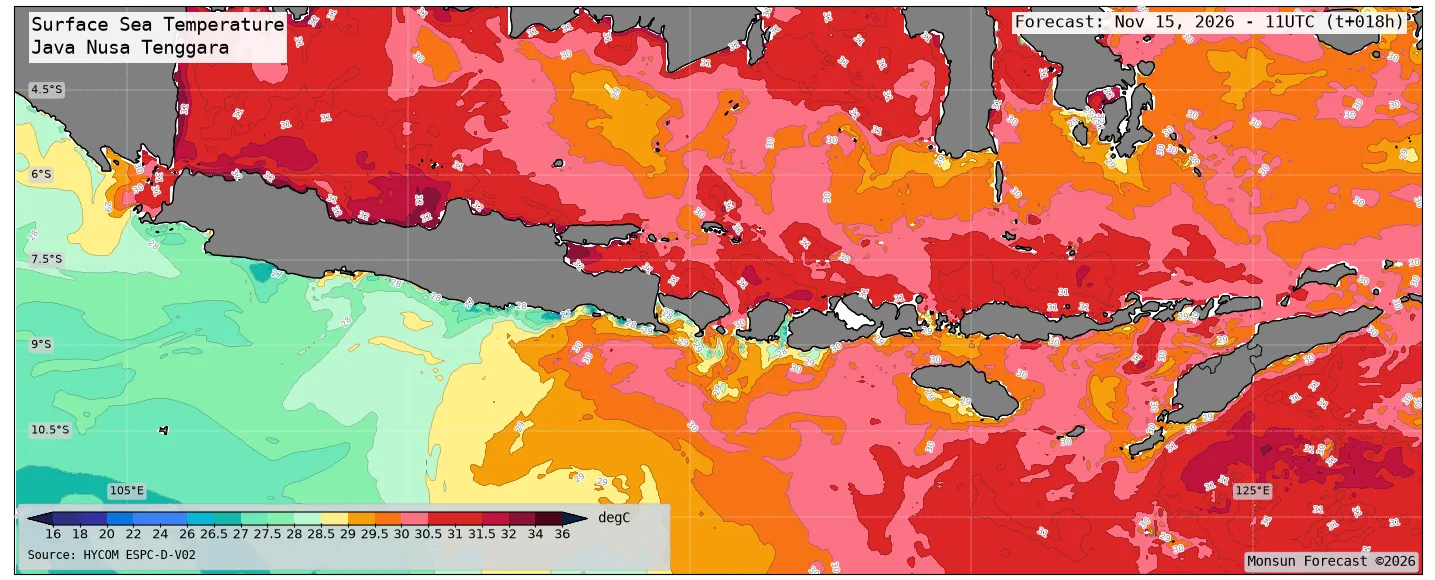 Surface Sea Temperature
Java Nusa Tenggara
Forecast: Nov 15, 2026 - 11UTC (t+018h)
4.5°S
6°S
7.5°S
9°S
10.5°S
105°E
125°E
degC
16 18 20 22 24 26 26.5 27 27.5 28 28.5 29 29.5 30 30.5 31 31.5 32 34 36
Source: HYCOM ESPC-D-V02
Monsun Forecast ©2026